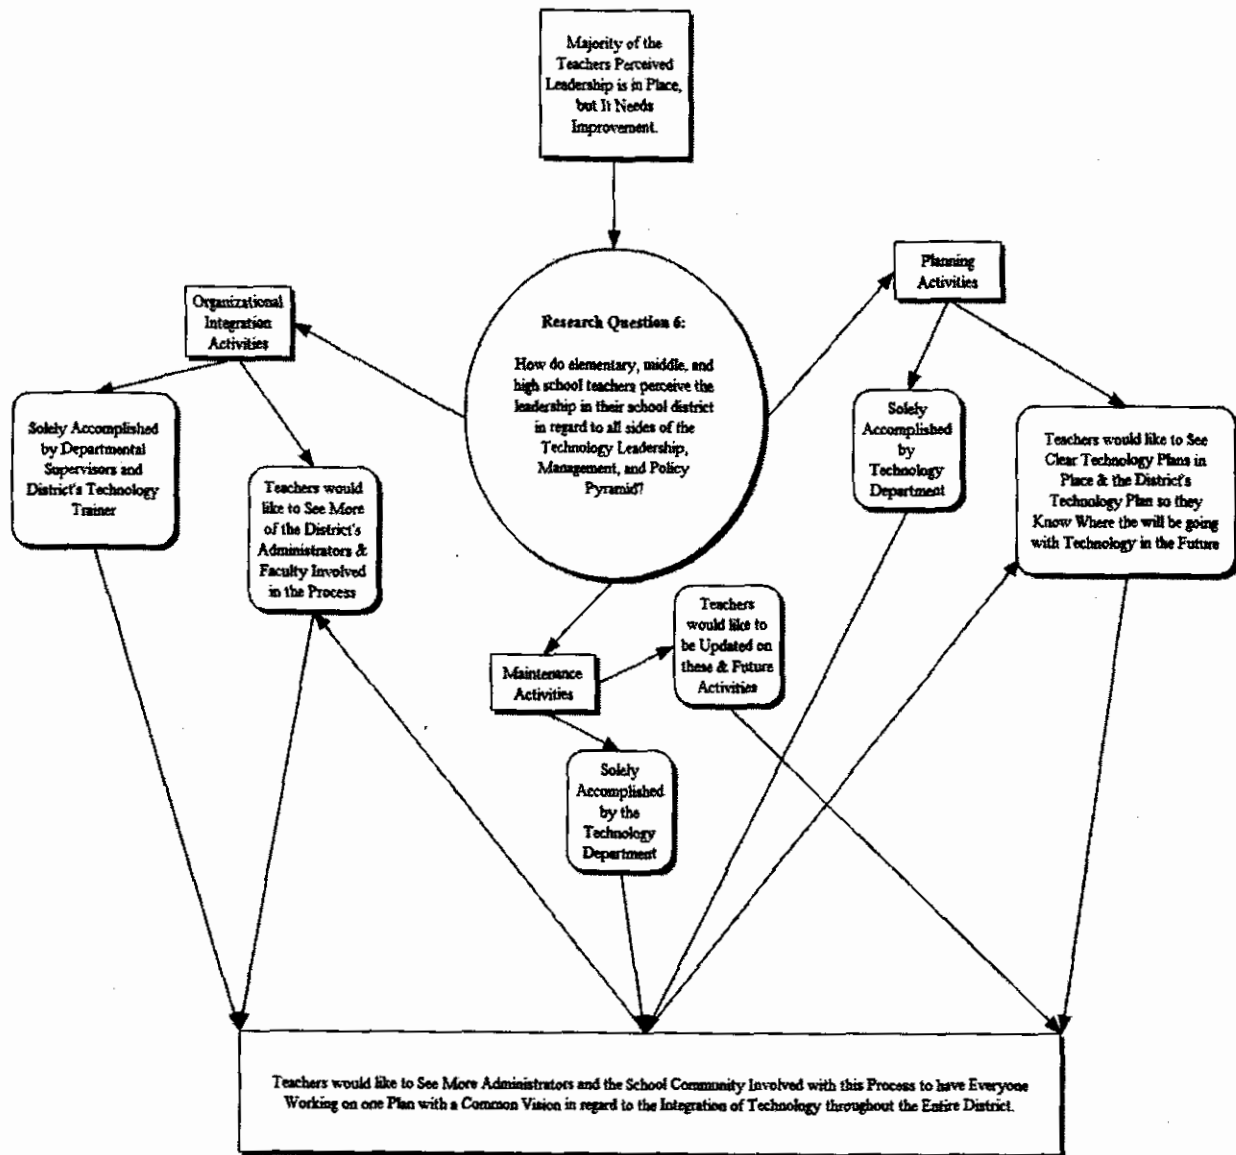 Majority of the
Teachers Perceived
Leadership is in Place,
but It Needs
Improvement.
Planning
Activities
Organizational
Integration
Activities
Research Question 6:
How do elementary, middle, and
high school teachers perceive the
leadership in their school district
in regard to all sides of the
Technology Leadership,
Management, and Policy
Pyramid?
Solely Accomplished
by Departmental
Supervisors and
District's Technology
Trainer
Teachers would
like to See More
of the District's
Administrators &
Faculty Involved
in the Process
Solely
Accomplished
by
Technology
Department
Teachers would like to See
Clear Technology Plans in
Place & the District's
Technology Plan so they
Know Where the will be going
with Technology in the Future
Maintenance
Activities
Teachers
would like to
be Updated on
these & Future
Activities
Solely
Accomplished
by the
Technology
Department
Teachers would like to See More Administrators and the School Community Involved with this Process to have Everyone
Working on one Plan with a Common Vision in regard to the Integration of Technology throughout the Entire District.